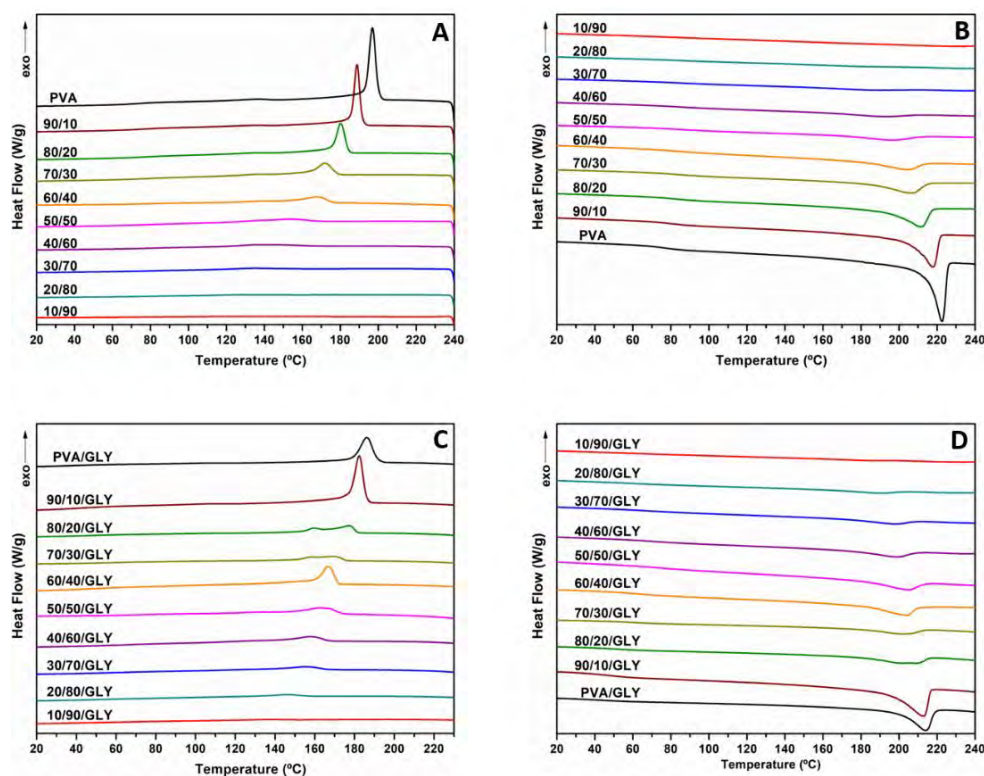 A
exo
Heat Flow (W/g)
PVA
90/10
80/20
70/30
60/40
50/50
40/60
30/70
20/80
10/90
20 40 60 80 100 120 140 160 180 200 220 240
Temperature (ºC)
B
exo
Heat Flow (W/g)
10/90
20/80
30/70
40/60
50/50
60/40
70/30
80/20
90/10
PVA
20 40 60 80 100 120 140 160 180 200 220 240
Temperature (ºC)
C
exo
Heat Flow (W/g)
PVA/GLY
90/10/GLY
80/20/GLY
70/30/GLY
60/40/GLY
50/50/GLY
40/60/GLY
30/70/GLY
20/80/GLY
10/90/GLY
20 40 60 80 100 120 140 160 180 200 220
Temperature (ºC)
D
exo
Heat Flow (W/g)
10/90/GLY
20/80/GLY
30/70/GLY
40/60/GLY
50/50/GLY
60/40/GLY
70/30/GLY
80/20/GLY
90/10/GLY
PVA/GLY
20 40 60 80 100 120 140 160 180 200 220 240
Temperature (ºC)